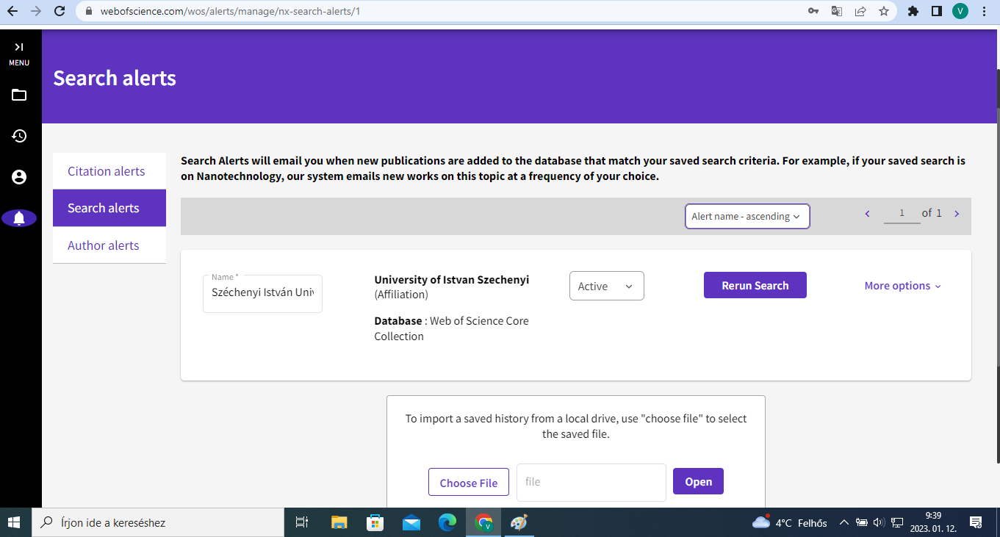 webofscience.com/wos/alerts/manage/nx-search-alerts/1
V
MENU
Search alerts
Citation alerts
Search alerts
Author alerts
Search Alerts will email you when new publications are added to the database that match your saved search criteria. For example, if your saved search is
on Nanotechnology, our system emails new works on this topic at a frequency of your choice.
Alert name - ascending
1 of 1
Name *
Széchenyi István Uni
University of Istvan Szechenyi
(Affiliation)
Database : Web of Science Core
Collection
Active
Rerun Search
More options
To import a saved history from a local drive, use "choose file" to select
the saved file.
Choose File
file
Open
Írjon ide a kereséshez
V
4°C Felhős
9:39
2023. 01. 12.